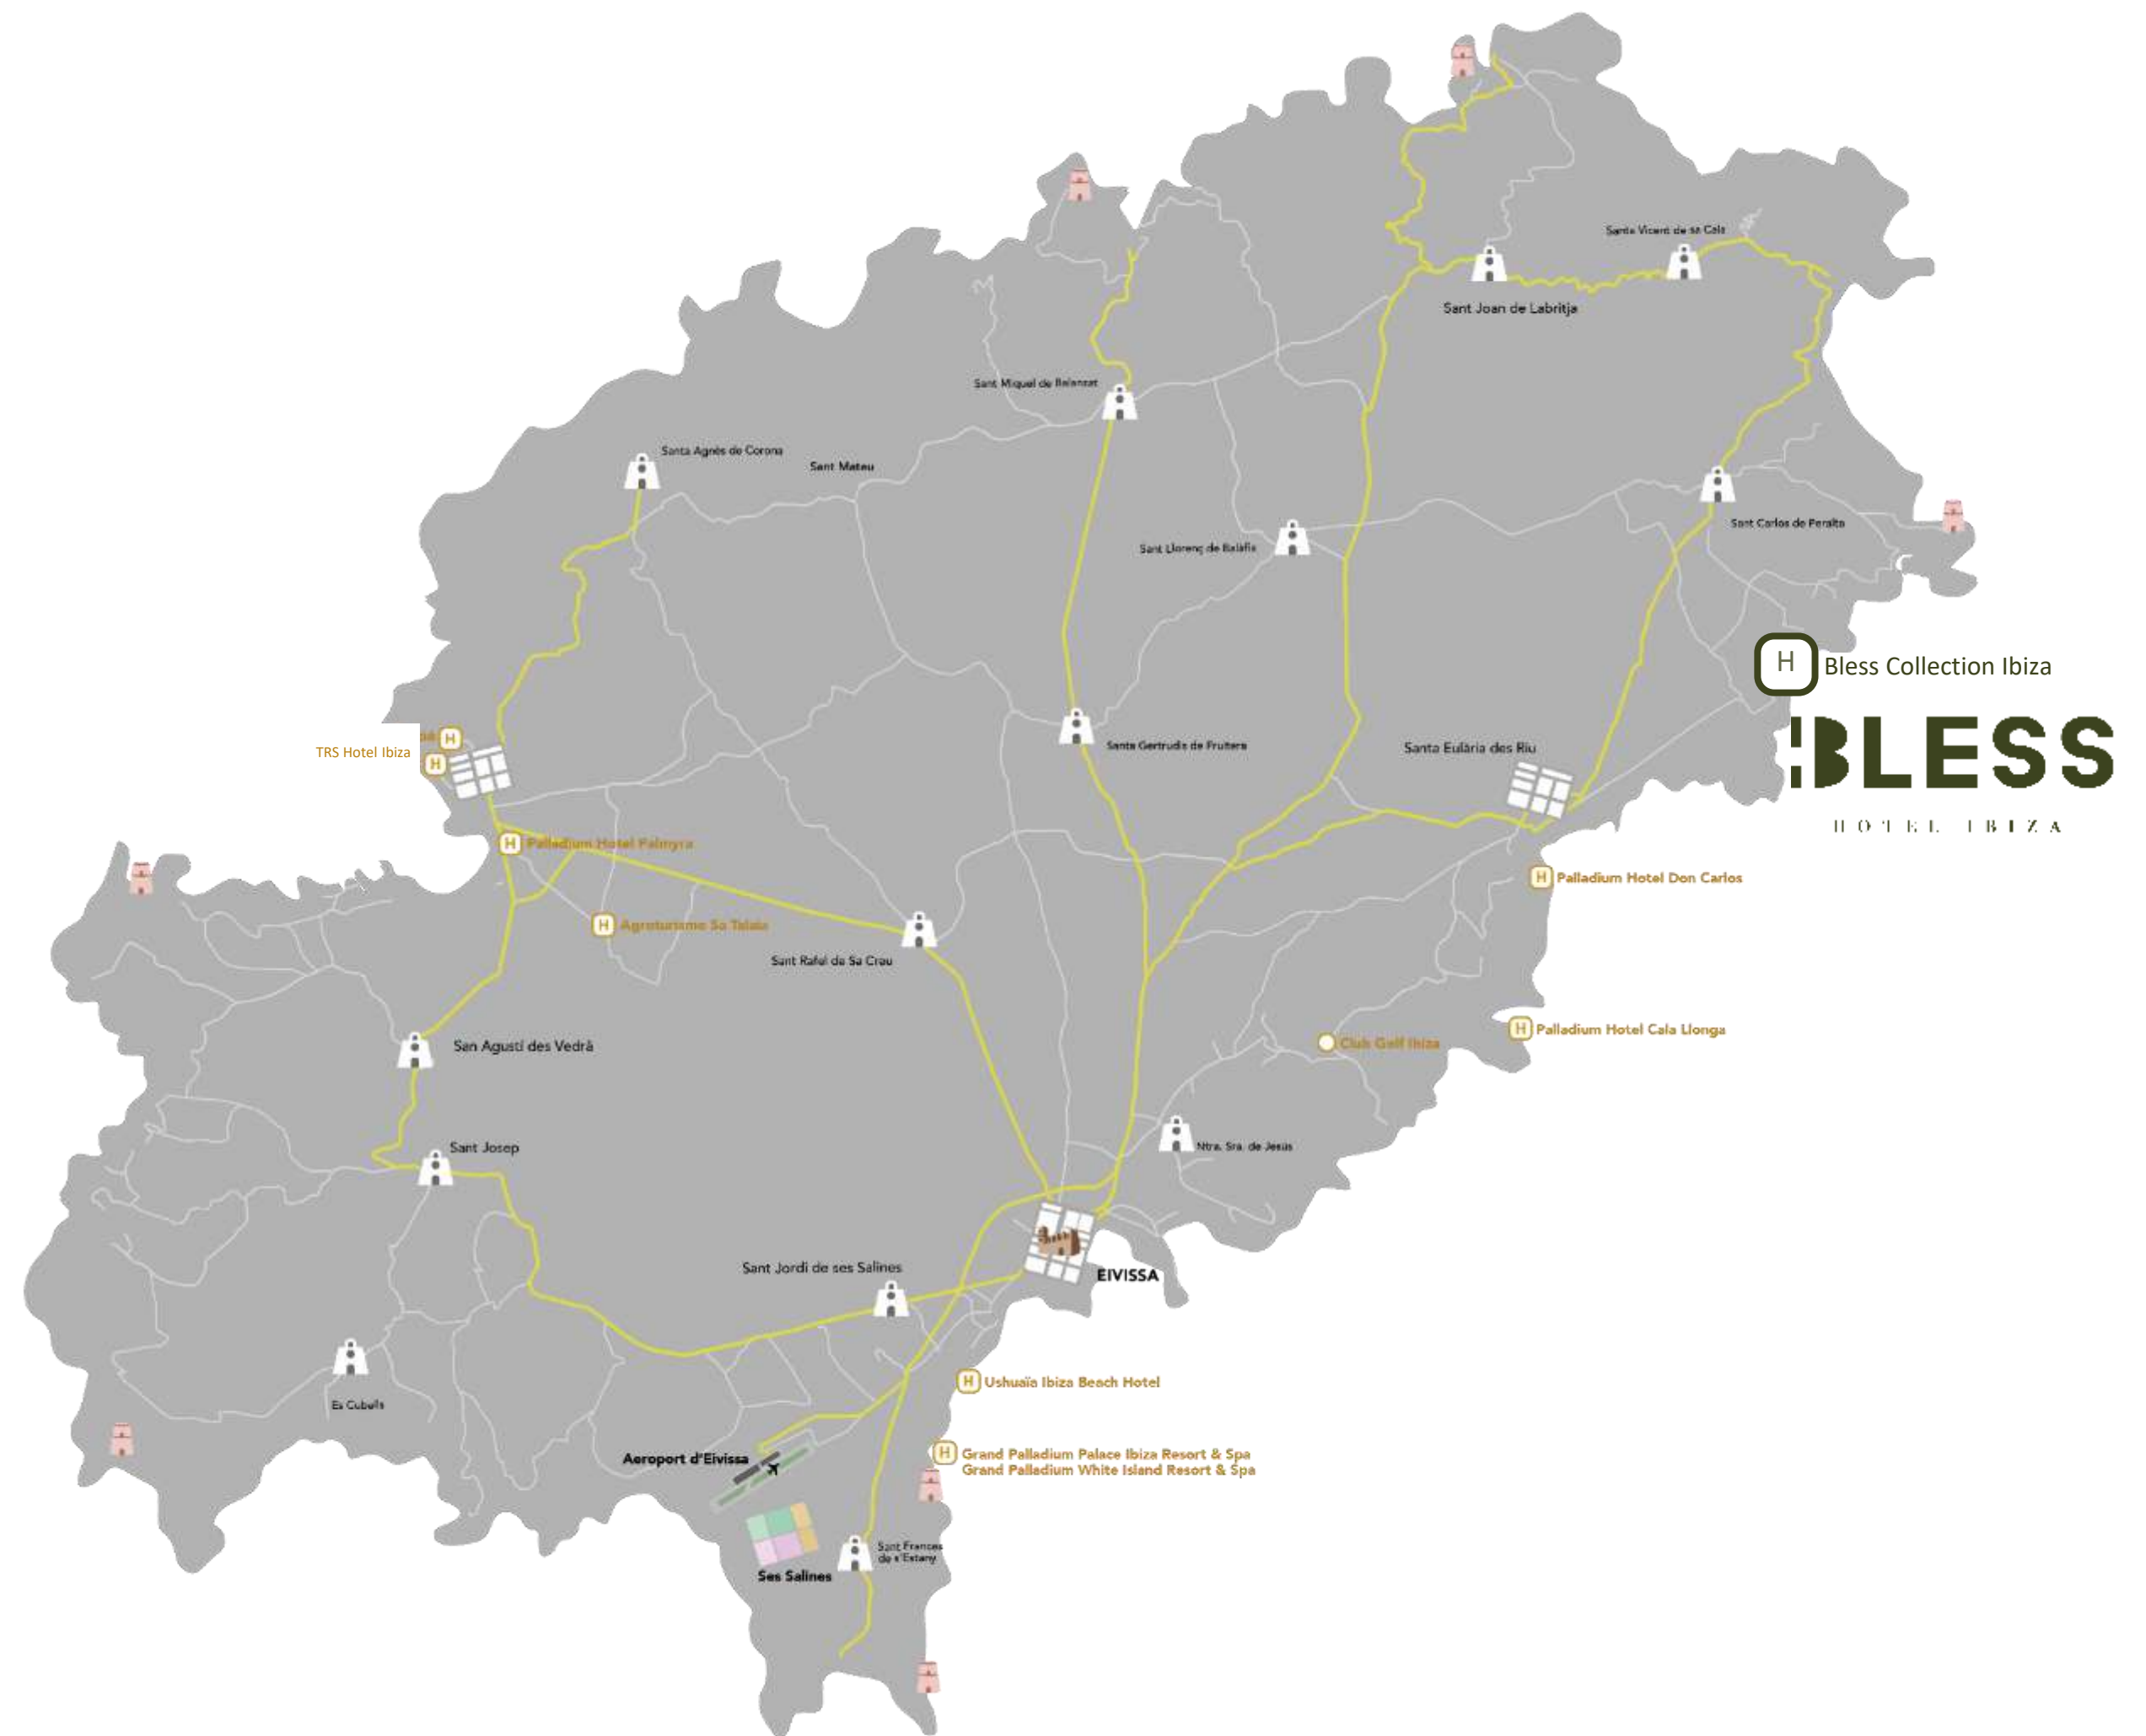 Santa Vicent de sa Cala
Sant Joan de Labritja
Sant Miquel de Balanzat
Santa Agnès de Corona
Sant Mateu
Sant Carlos de Peralta
Sant Llorenç de Balàfia
H Bless Collection Ibiza
BLESS
HOTEL IBIZA
H
TRS Hotel Ibiza
H
Santa Gertrudis de Fruitera
Santa Eulària des Riu
H Palladium Hotel Palmyra
H Palladium Hotel Don Carlos
H Agroturismo Sa Talaia
Sant Rafel de Sa Creu
H Palladium Hotel Cala Llonga
Club Golf Ibiza
San Agustí des Vedrà
Sant Josep
Ntra. Sra. de Jesús
Sant Jordi de ses Salines
EIVISSA
H Ushuaïa Ibiza Beach Hotel
Es Cubells
Aeroport d'Eivissa
H Grand Palladium Palace Ibiza Resort & Spa
Grand Palladium White Island Resort & Spa
Sant Frances
de s'Estany
Ses Salines